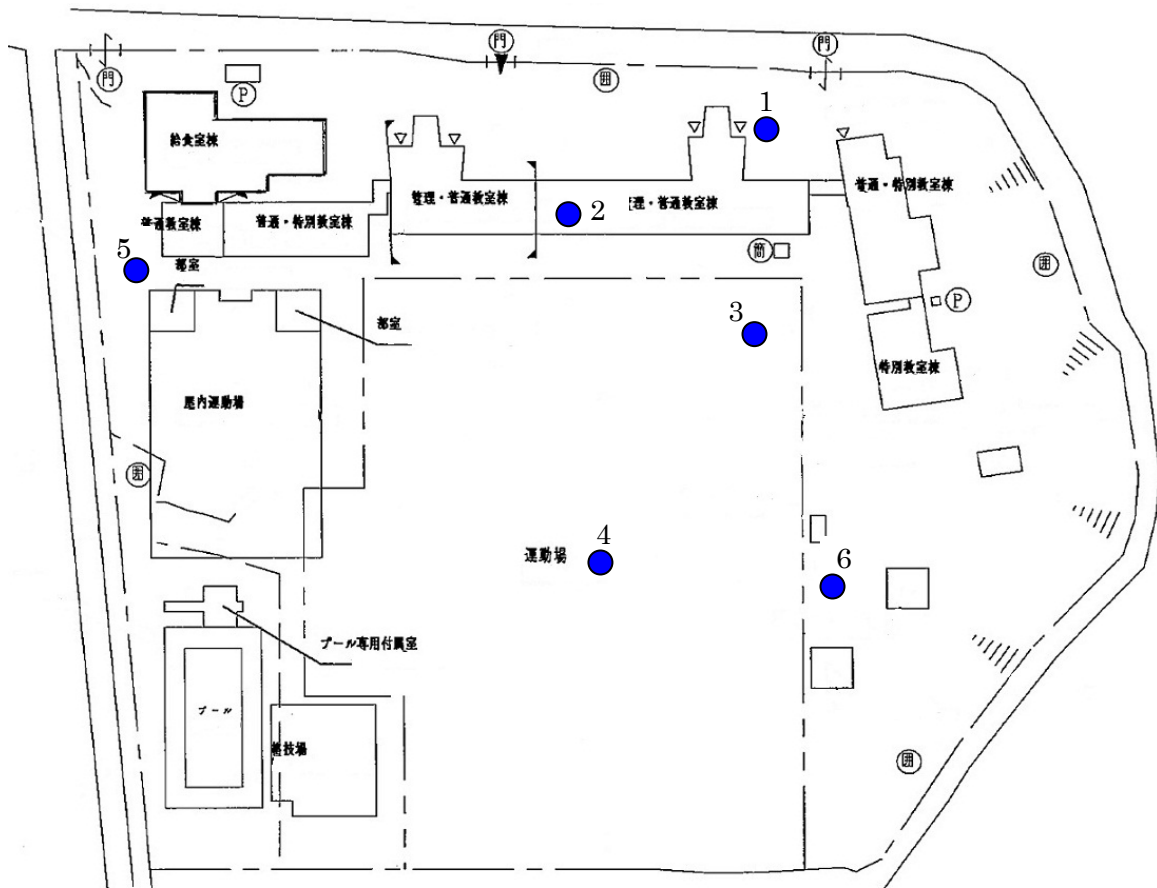 門
門
門
囲
P
1
給食室棟
普通・特別教室棟
管理・普通教室棟
2
管理・普通教室棟
普通教室棟
普通・特別教室棟
5
部室
筒
囲
P
3
部室
特別教室棟
屋内運動場
囲
4
運動場
6
プール専用付属室
プール
格技場
囲